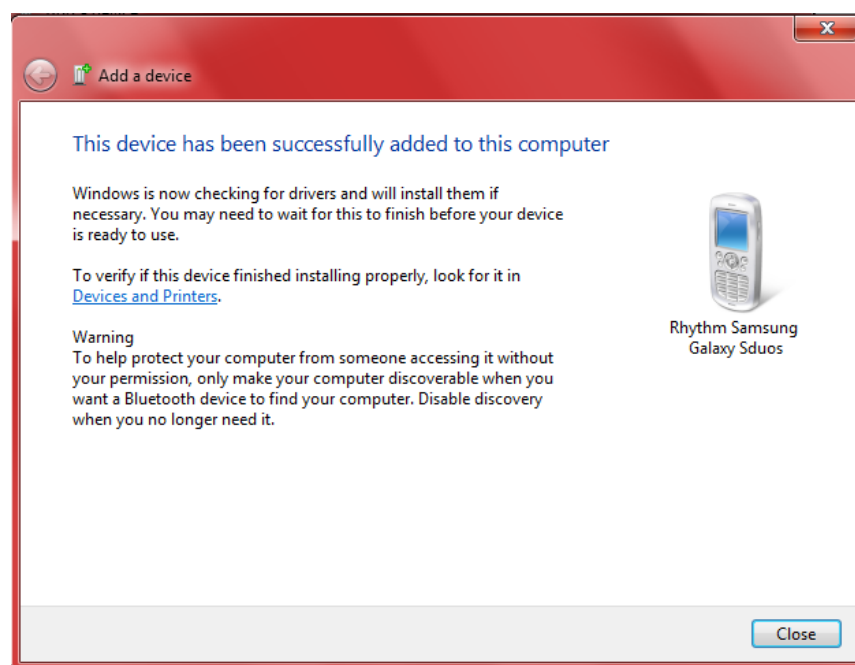 Add a device
This device has been successfully added to this computer
Windows is now checking for drivers and will install them if
necessary. You may need to wait for this to finish before your device
is ready to use.
To verify if this device finished installing properly, look for it in
Devices and Printers.
Warning
To help protect your computer from someone accessing it without
your permission, only make your computer discoverable when you
want a Bluetooth device to find your computer. Disable discovery
when you no longer need it.
Rhythm Samsung
Galaxy Sduos
Close